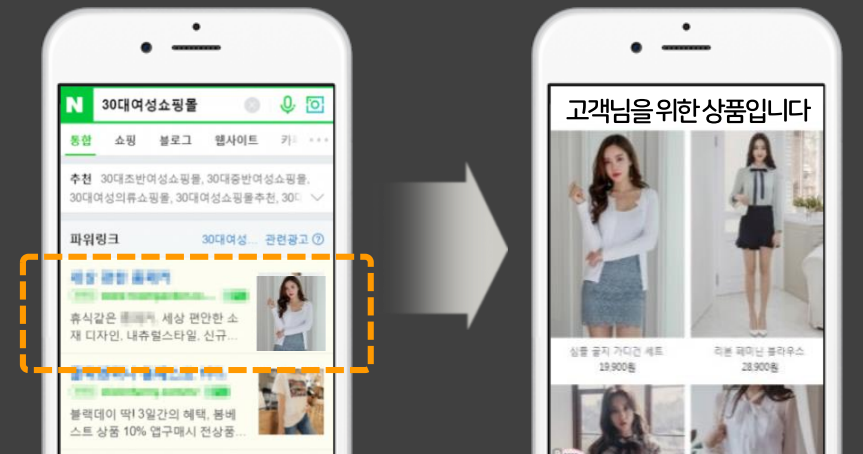 N 30대여성쇼핑몰
통합 쇼핑 블로그 웹사이트 카
추천 30대초반여성쇼핑몰, 30대중반여성쇼핑몰,
30대여성의류쇼핑몰, 30대여성쇼핑몰추천, 30대
파워링크 30대여성... 관련광고
휴식같은 세상 편안한 소
재 디자인, 내츄럴스타일, 신규...
블랙데이 딱! 3일간의 혜택, 봄베
스트 상품 10% 앱구매시 전상품...
고객님을 위한 상품입니다
심플 골지 가디건 세트
19,900원
리본 페미닌 블라우스
28,900원